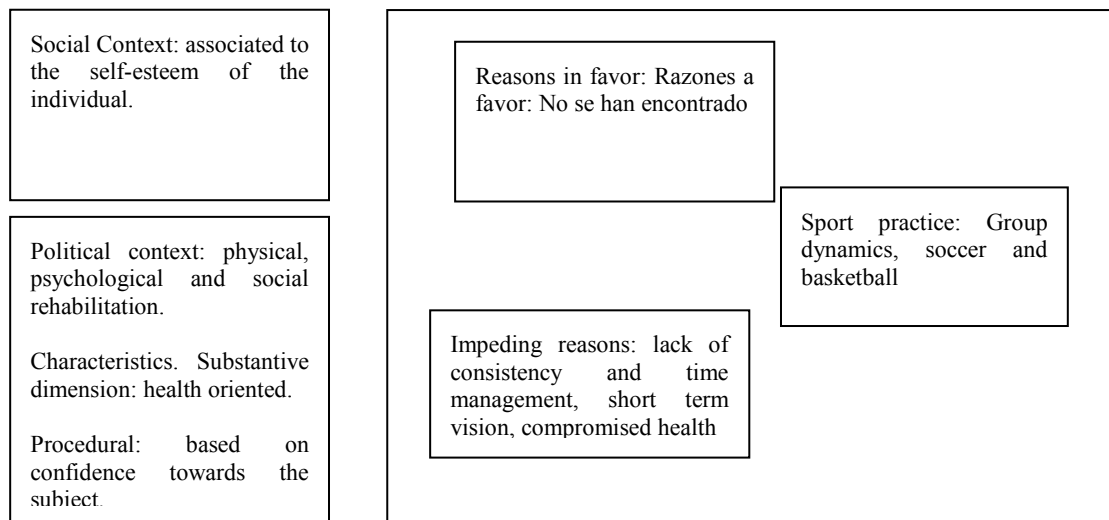 Social Context: associated to
the self-esteem of the
individual.
Political context: physical,
psychological and social
rehabilitation.
Characteristics. Substantive
dimension: health oriented.
Procedural: based on
confidence towards the
subject.
Reasons in favor: Razones a
favor: No se han encontrado
Sport practice: Group
dynamics, soccer and
basketball
Impeding reasons: lack of
consistency and time
management, short term
vision, compromised health